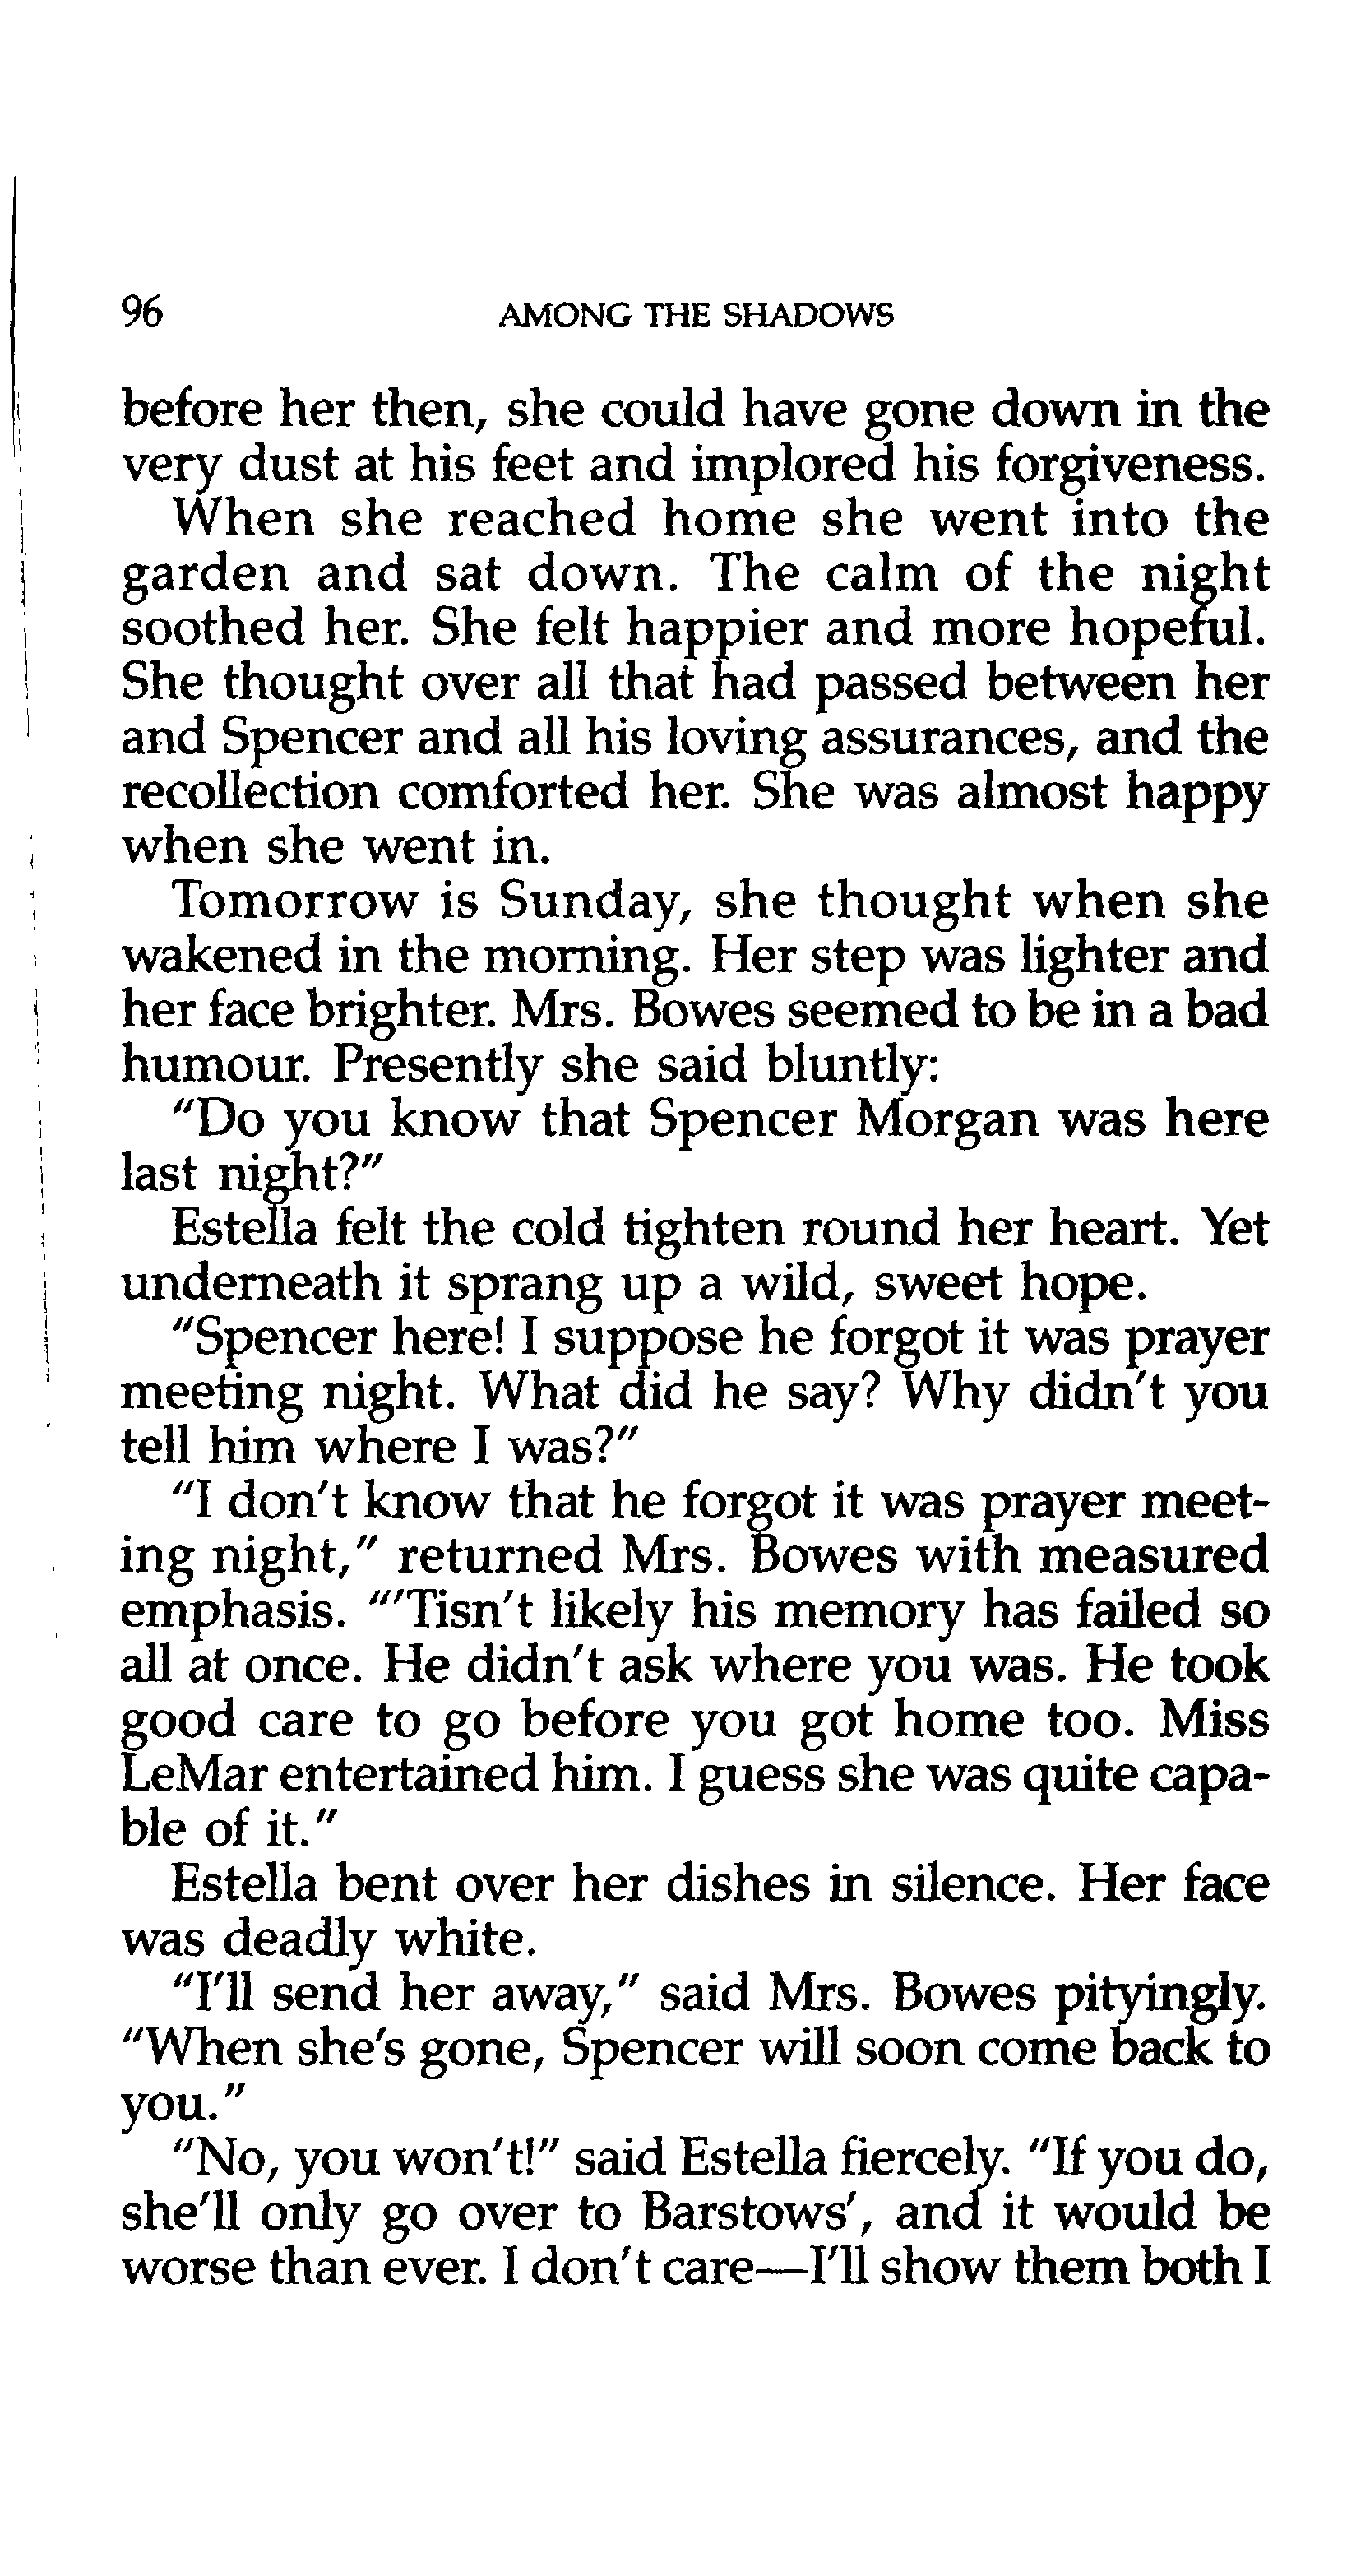 96 AMONG THE SHADOWS
before her then, she could have gone down in the
very dust at his feet and implored his forgiveness.
When she reached home she went into the
garden and sat down. The calm of the night
soothed her. She felt happier and more hopeful.
She thought over all that had passed between her
and Spencer and all his loving assurances, and the
recollection comforted her. She was almost happy
when she went in.
Tomorrow is Sunday, she thought when she
wakened in the morning. Her step was lighter and
her face brighter. Mrs. Bowes seemed to be in a bad
humour. Presently she said bluntly:
"Do you know that Spencer Morgan was here
last night?"
Estella felt the cold tighten round her heart. Yet
underneath it sprang up a wild, sweet hope.
"Spencer here! I suppose he forgot it was prayer
meeting night. What did he say? Why didn't you
tell him where I was?"
"I don't know that he forgot it was prayer meet-
ing night," returned Mrs. Bowes with measured
emphasis. "'Tisn't likely his memory has failed so
all at once. He didn't ask where you was. He took
good care to go before you got home too. Miss
LeMar entertained him. I guess she was quite capa-
ble of it."
Estella bent over her dishes in silence. Her face
was deadly white.
"I'll send her away," said Mrs. Bowes pityingly.
"When she's gone, Spencer will soon come back to
you."
"No, you won't!" said Estella fiercely. "If you do,
she'll only go over to Barstows', and it would be
worse than ever. I don't care—I'll show them both I